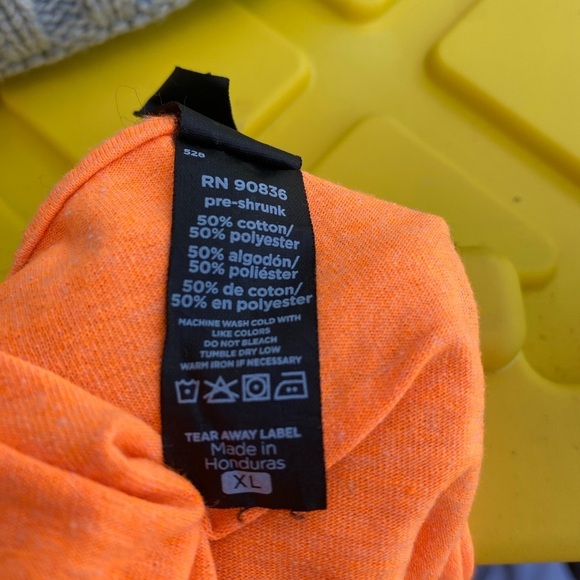 528
RN 90836
pre-shrunk
50% cotton/
50% polyester
50% algodón/
50% poliéster
50% de coton/
50% en polyester
MACHINE WASH COLD WITH
LIKE COLORS
DO NOT BLEACH
TUMBLE DRY LOW
WARM IRON IF NECESSARY
TEAR AWAY LABEL
Made in
Honduras
XL